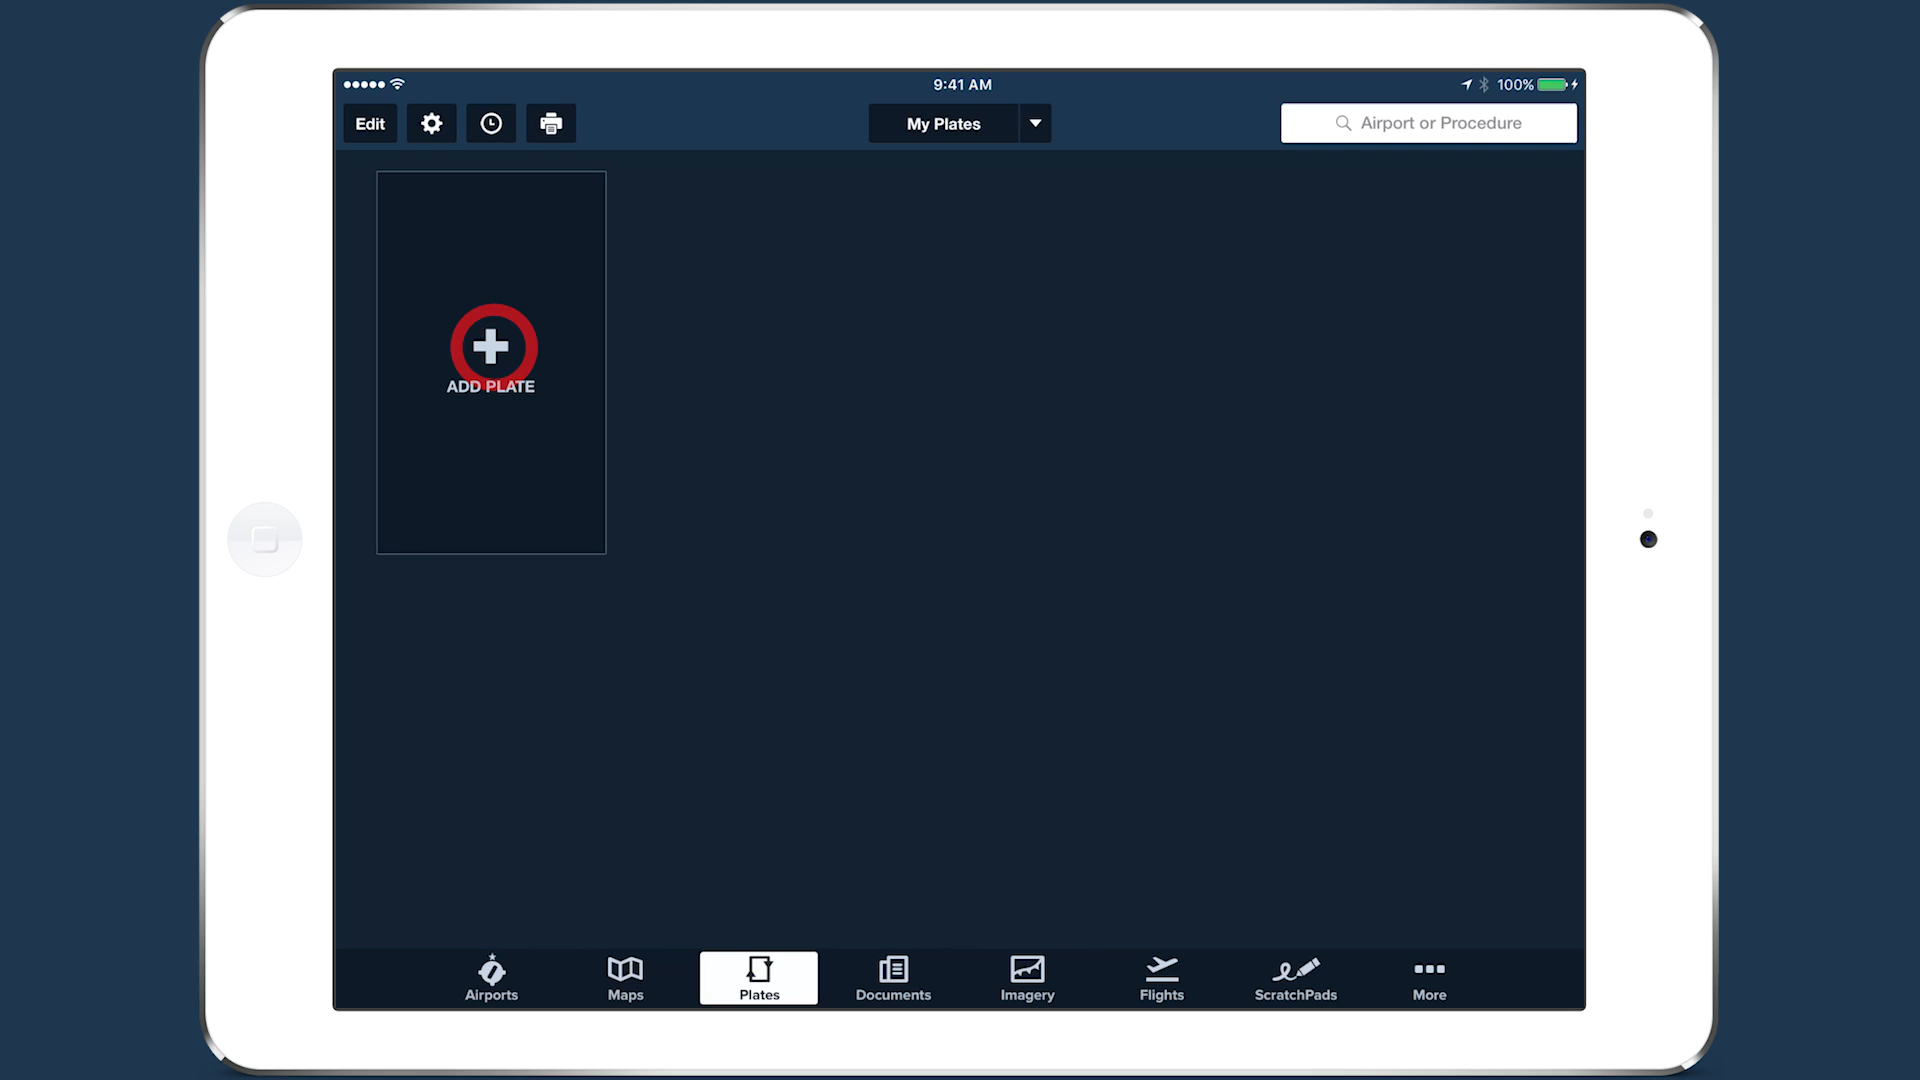 9:41 AM
100%
Edit
My Plates
Airport or Procedure
ADD PLATE
Airports
Maps
Plates
Documents
Imagery
Flights
ScratchPads
More